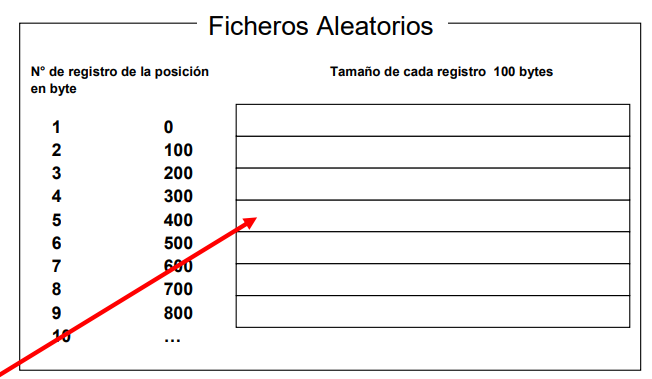 Ficheros Aleatorios
N° de registro de la posición
en byte
Tamaño de cada registro 100 bytes
1 0
2 100
3 200
4 300
5 400
6 500
7 600
8 700
9 800
10 ...